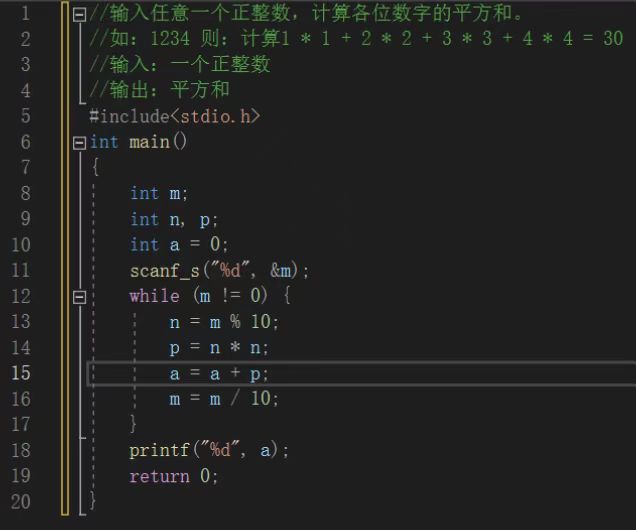 1 //输入任意一个正整数，计算各位数字的平方和。
2 //如：1234 则：计算1 * 1 + 2 * 2 + 3 * 3 + 4 * 4 = 30
3 //输入：一个正整数
4 //输出：平方和
5 #include<stdio.h>
6 int main()
7 {
8 int m;
9 int n, p;
10 int a = 0;
11 scanf_s("%d", &m);
12 while (m != 0) {
13 n = m % 10;
14 p = n * n;
15 a = a + p;
16 m = m / 10;
17 }
18 printf("%d", a);
19 return 0;
20 }